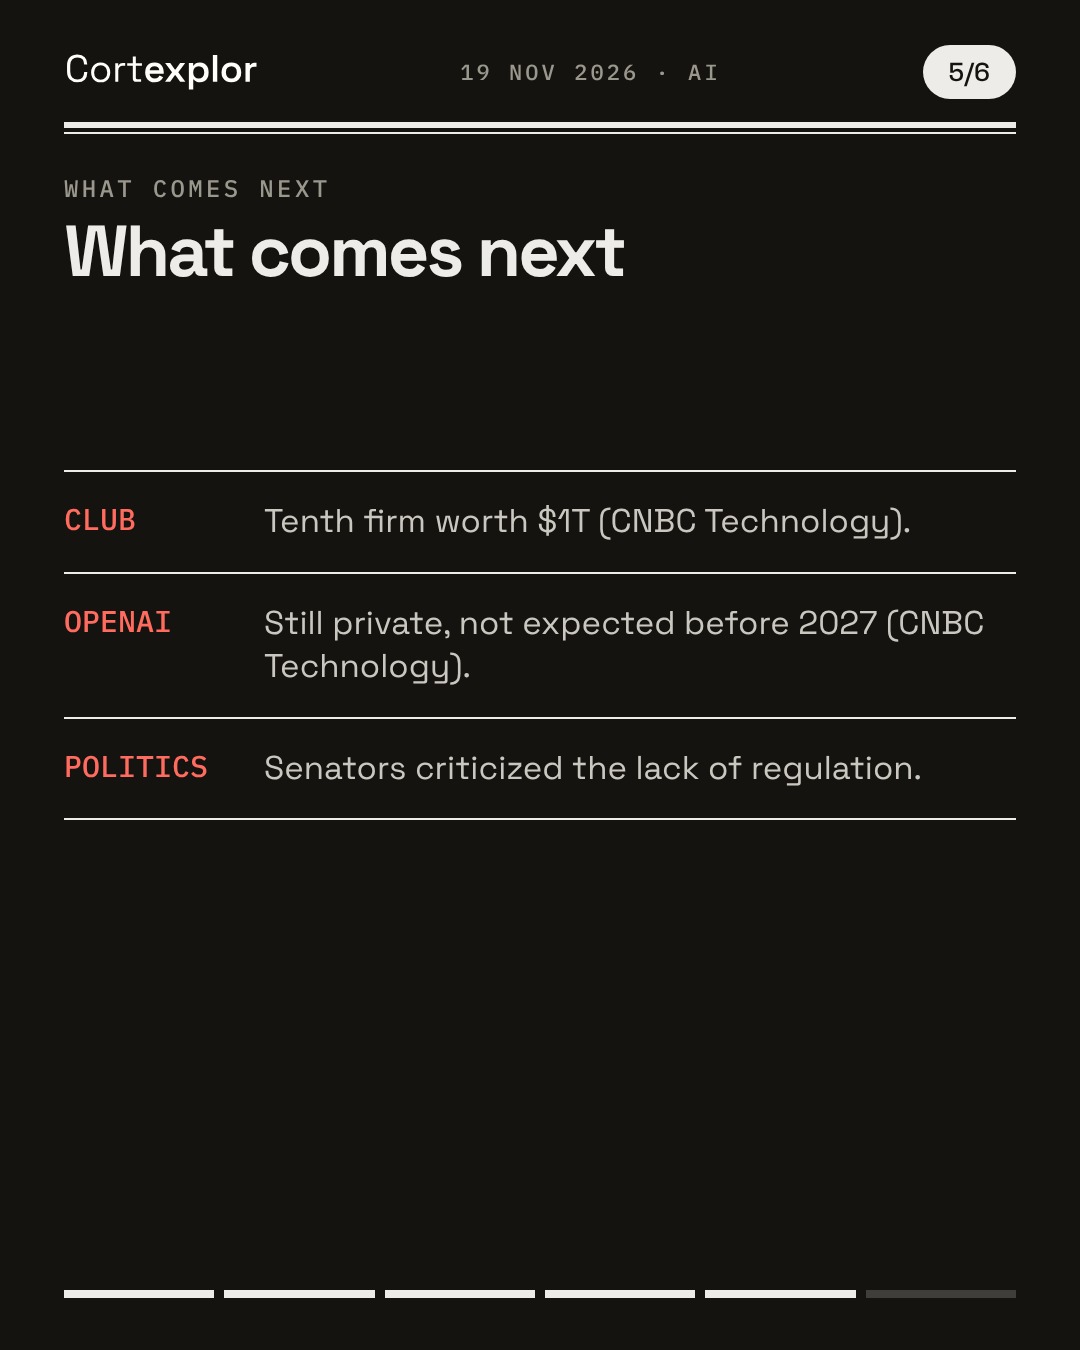 Cortexplor
19 NOV 2026 · AI
5/6
WHAT COMES NEXT
What comes next
CLUB
Tenth firm worth $1T (CNBC Technology).
OPENAI
Still private, not expected before 2027 (CNBC
Technology).
POLITICS
Senators criticized the lack of regulation.